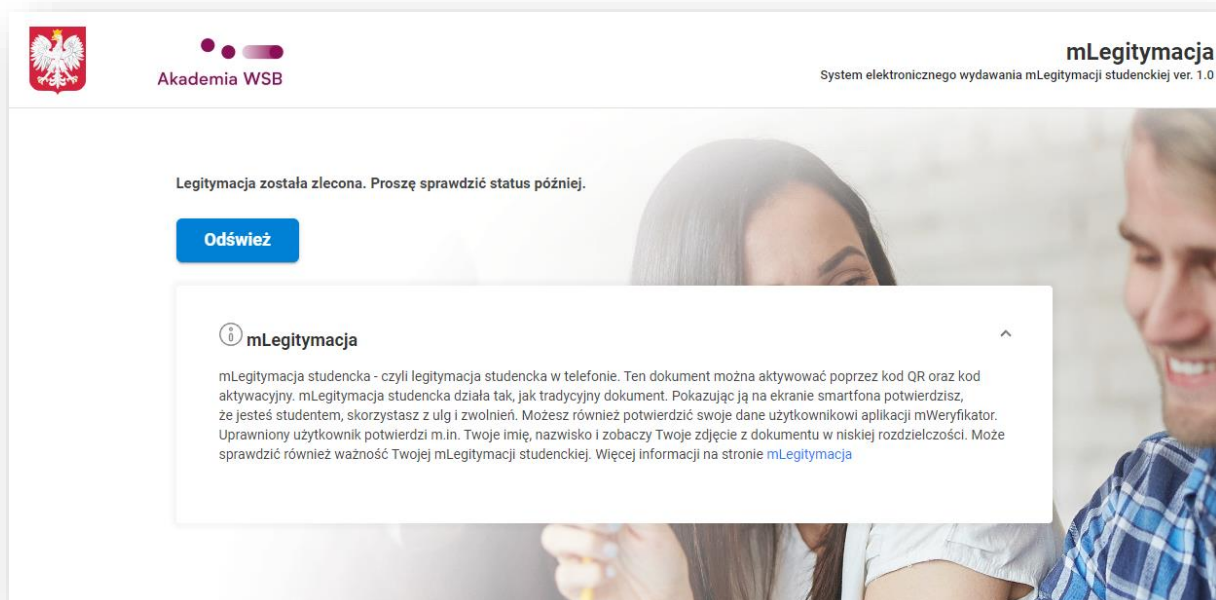 Akademia WSB
mLegitymacja
System elektronicznego wydawania mLegitymacji studenckiej ver. 1.0
Legitymacja została zlecona. Proszę sprawdzić status później.
Odśwież
mLegitymacja
mLegitymacja studencka - czyli legitymacja studencka w telefonie. Ten dokument można aktywować poprzez kod QR oraz kod
aktywacyjny. mLegitymacja studencka działa tak, jak tradycyjny dokument. Pokazując ją na ekranie smartfona potwierdzisz,
że jesteś studentem, skorzystasz z ulg i zwolnień. Możesz również potwierdzić swoje dane użytkownikowi aplikacji mWeryfikator.
Uprawniony użytkownik potwierdzi m.in. Twoje imię, nazwisko i zobaczy Twoje zdjęcie z dokumentu w niskiej rozdzielczości. Może
sprawdzić również ważność Twojej mLegitymacji studenckiej. Więcej informacji na stronie mLegitymacja